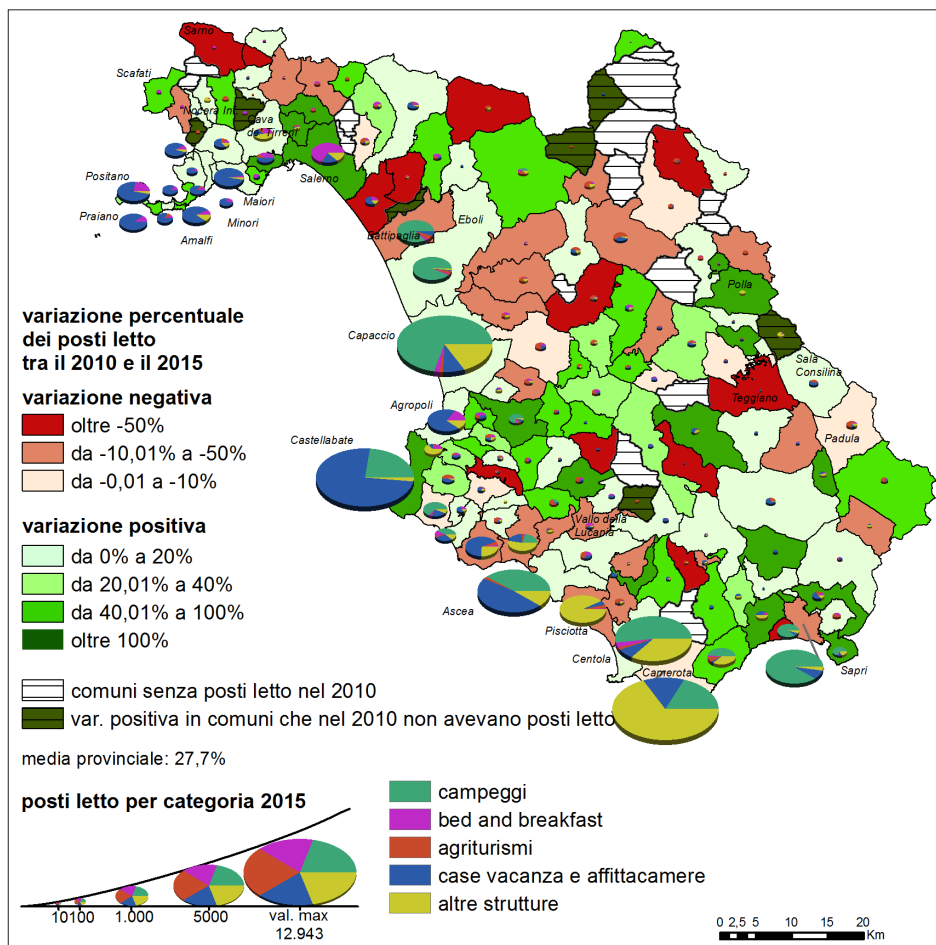 Sarno
Scafati
Nocera Inf.
Cava
de' Tirreni
Salerno
Positano
Maiori
Praiano
Minori
Amalfi
Eboli
Battipaglia
Polla
Capaccio
Sala
Consilina
Teggiano
Agropoli
Padula
Castellabate
Vallo della
Lucania
Ascea
Pisciotta
Centola
Camerota
Sapri
variazione percentuale
dei posti letto
tra il 2010 e il 2015
variazione negativa
oltre -50%
da -10,01% a -50%
da -0,01 a -10%
variazione positiva
da 0% a 20%
da 20,01% a 40%
da 40,01% a 100%
oltre 100%
comuni senza posti letto nel 2010
var. positiva in comuni che nel 2010 non avevano posti letto
media provinciale: 27,7%
posti letto per categoria 2015
10 100 1.000 5000 val. max
12.943
campeggi
bed and breakfast
agriturismi
case vacanza e affittacamere
altre strutture
0 2,5 5 10 15 20
Km